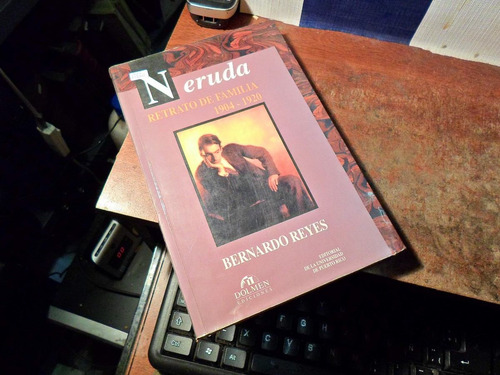 Neruda
RETRATO DE FAMILIA
1904 - 1920
BERNARDO REYES
DOLMEN
EDICIONES
EDITORIAL
DE LA UNIVERSIDAD
DE PUERTO RICO